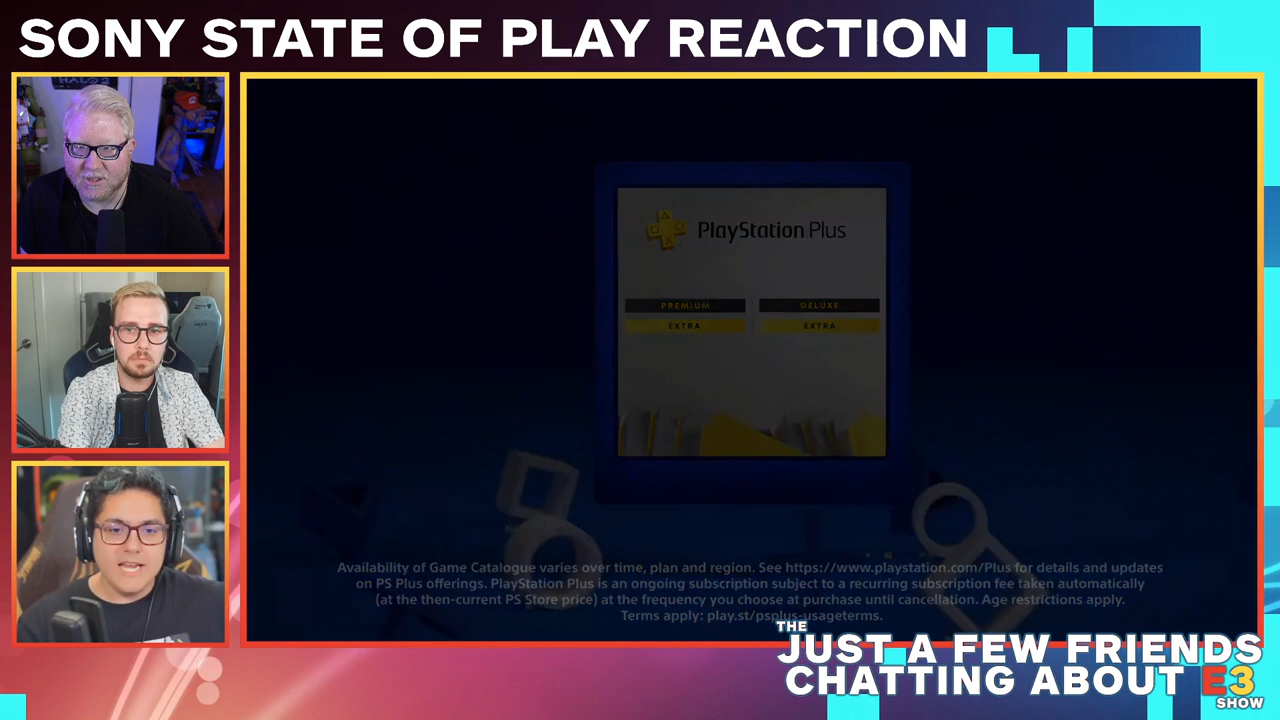 SONY STATE OF PLAY REACTION
HALO 2
PlayStation Plus
PREMIUM
DELUXE
EXTRA
EXTRA
Availability of Game Catalogue varies over time, plan and region. See https://www.playstation.com/Plus for details and updates
on PS Plus offerings. PlayStation Plus is an ongoing subscription subject to a recurring subscription fee taken automatically
(at the then-current PS Store price) at the frequency you choose at purchase until cancellation. Age restrictions apply.
Terms apply: play.st/psplus-usageterms.
THE
JUST A FEW FRIENDS
CHATTING ABOUT E3
SHOW